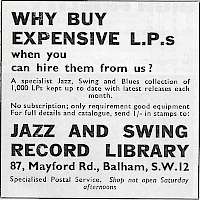 WHY BUY
EXPENSIVE L.P.s
when you
can hire them from us?
A specialist Jazz, Swing and Blues collection of
1,000 LPs kept up to date with latest releases each
month.
No subscription; only requirement good equipment
For full details and catalogue, send 1/- in stamps to:
JAZZ AND SWING
RECORD LIBRARY
87, Mayford Rd., Balham, S.W.12
Specialised Postal Service. Shop not open Saturday
afternoons